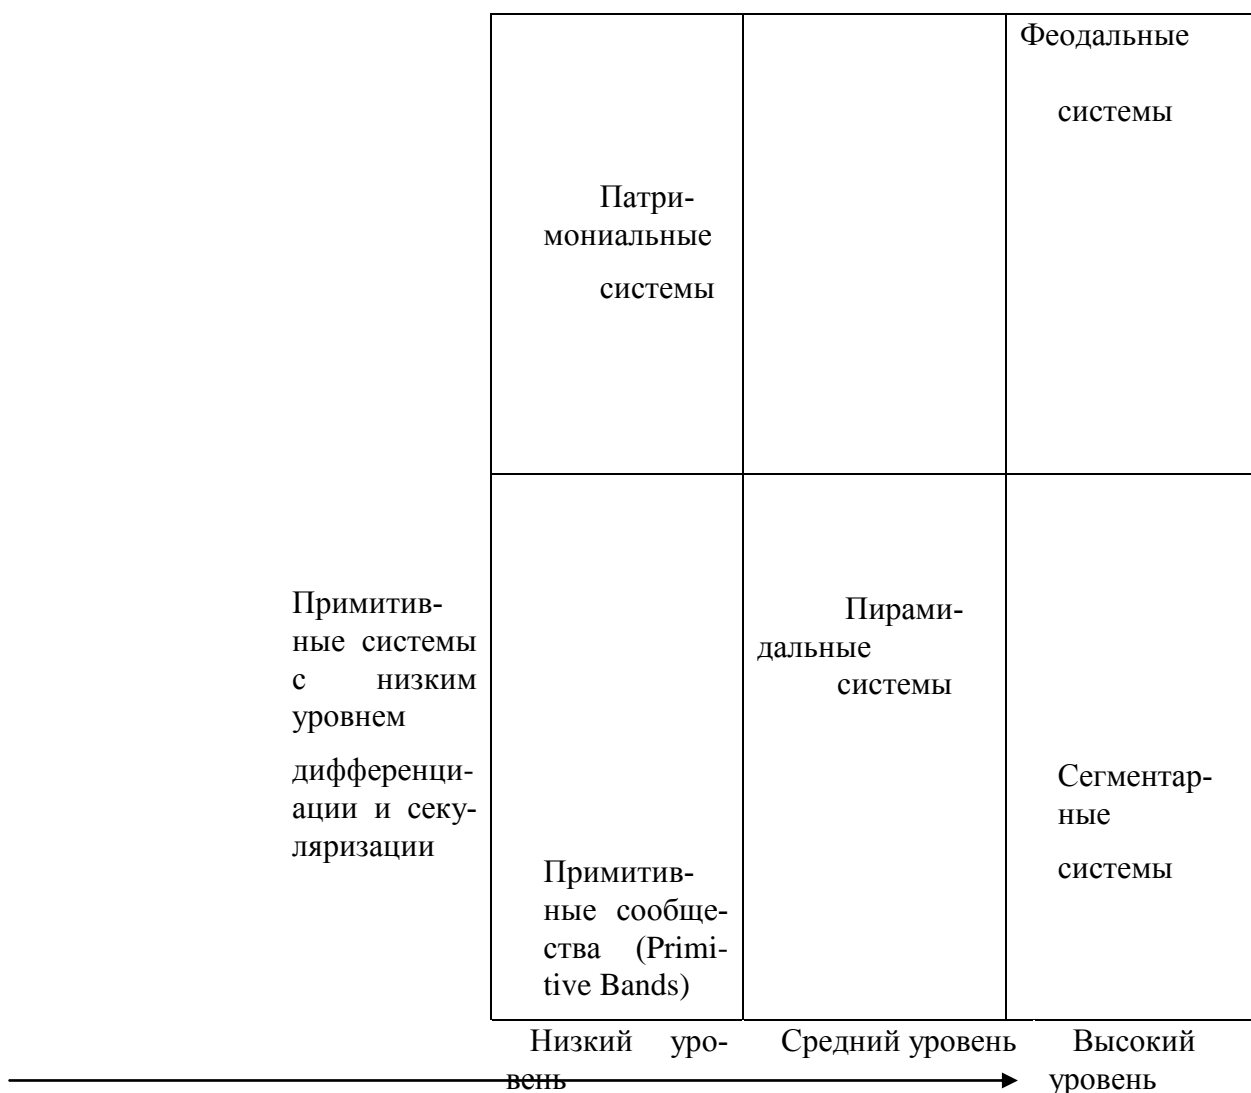 Феодальные
системы
Патри-
мониальные
системы
Примитив-
ные системы
с низким
уровнем
дифференци-
ации и секу-
ляризации
Примитив-
ные сообще-
ства (Primi-
tive Bands)
Пирами-
дальные
системы
Сегментар-
ные
системы
Низкий уро-
вень
Средний уровень
Высокий
уровень